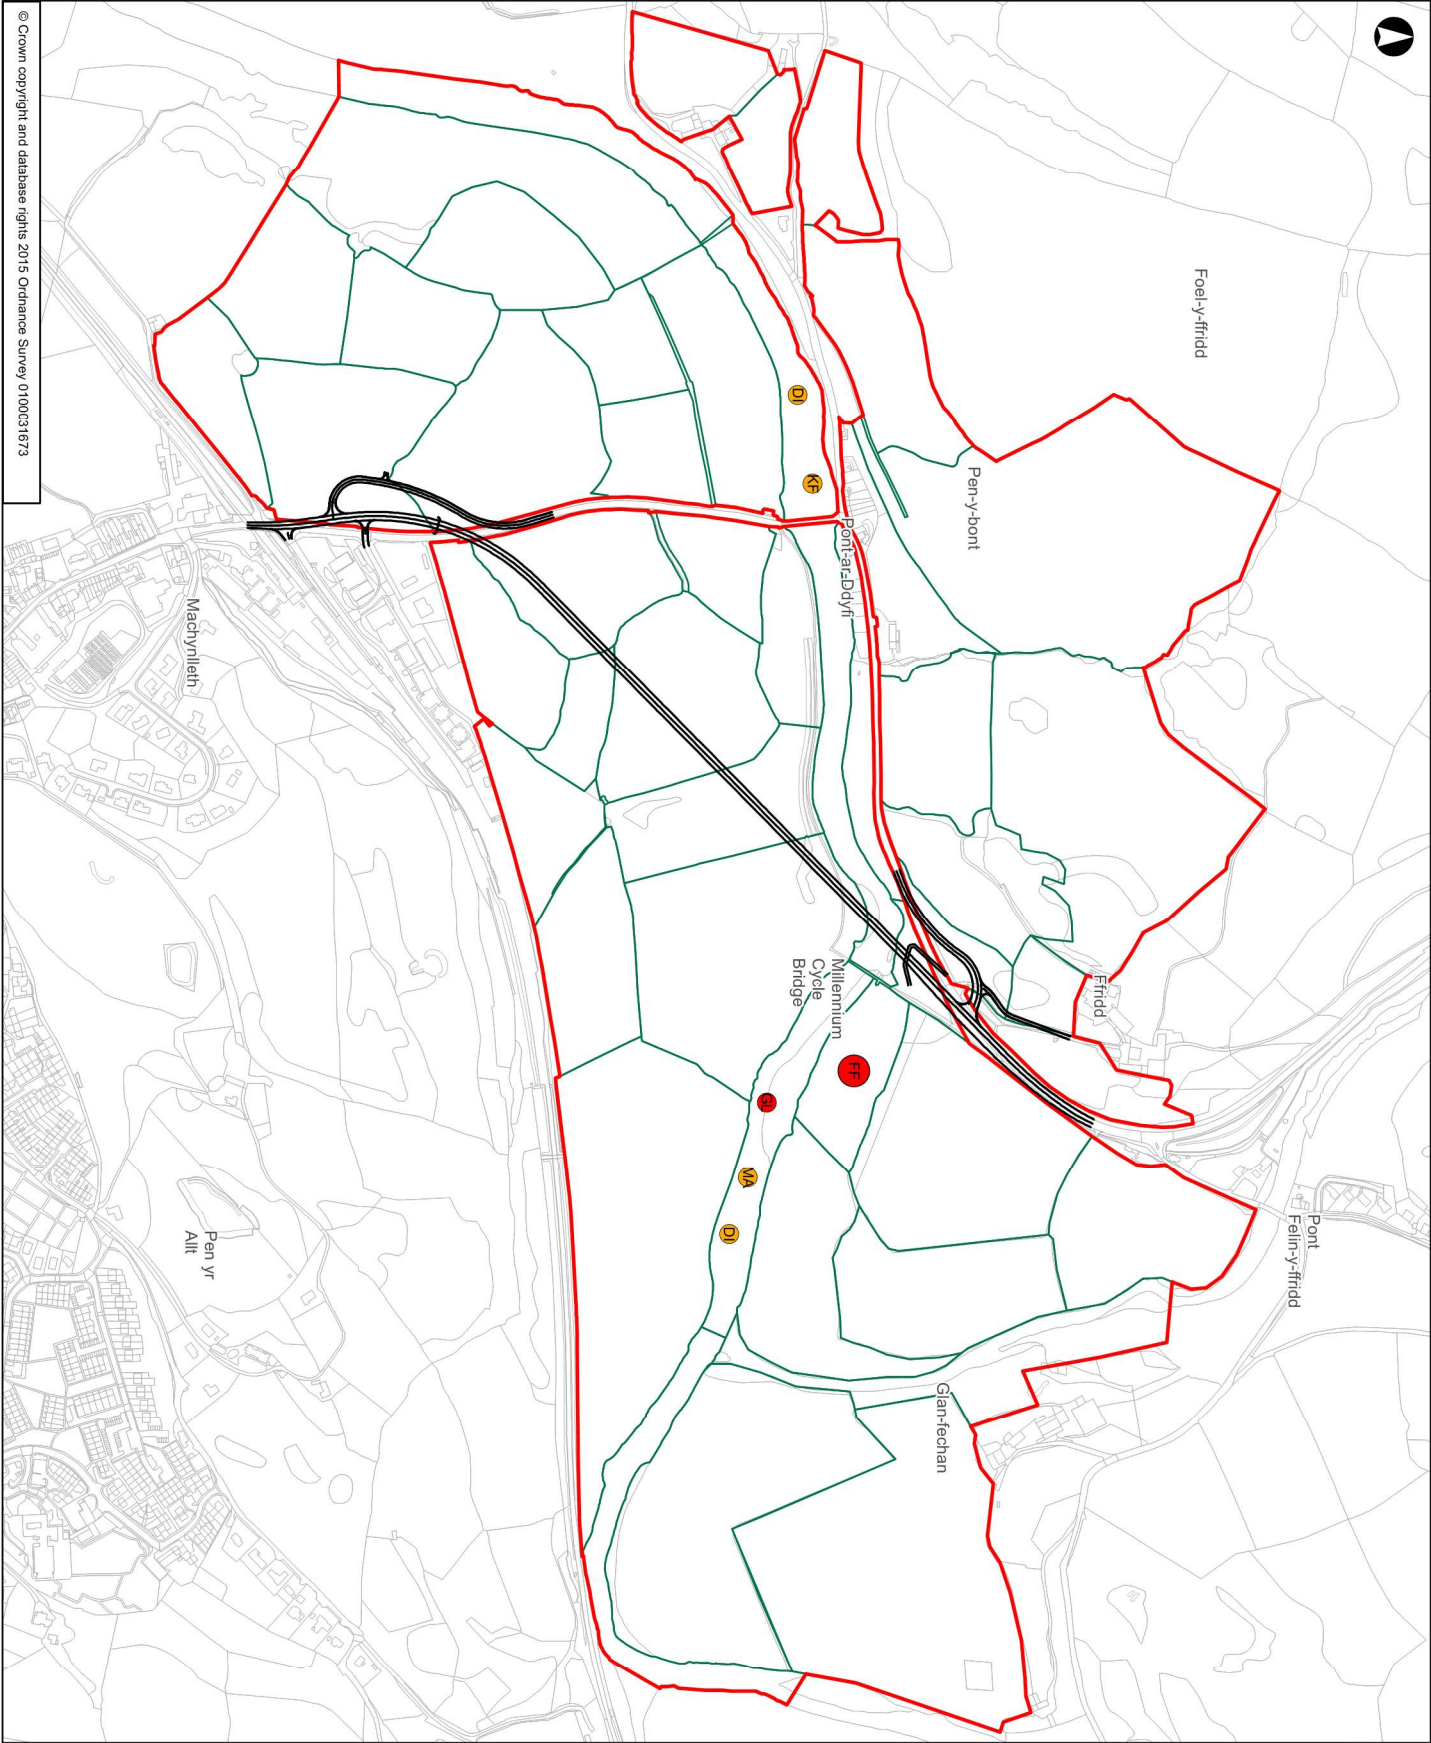 Foel-y-ffridd
Pont
Felin-y-ffridd
Ffridd
Pen-y-bont
Glan-fechan
Pont-ar-Ddyfi
FF
Millennium
Cycle
Bridge
DI
KF
GL
MA
DI
Machynlleth
Pen yr
Allt
© Crown copyright and database rights 2015 Ordnance Survey 0100031673